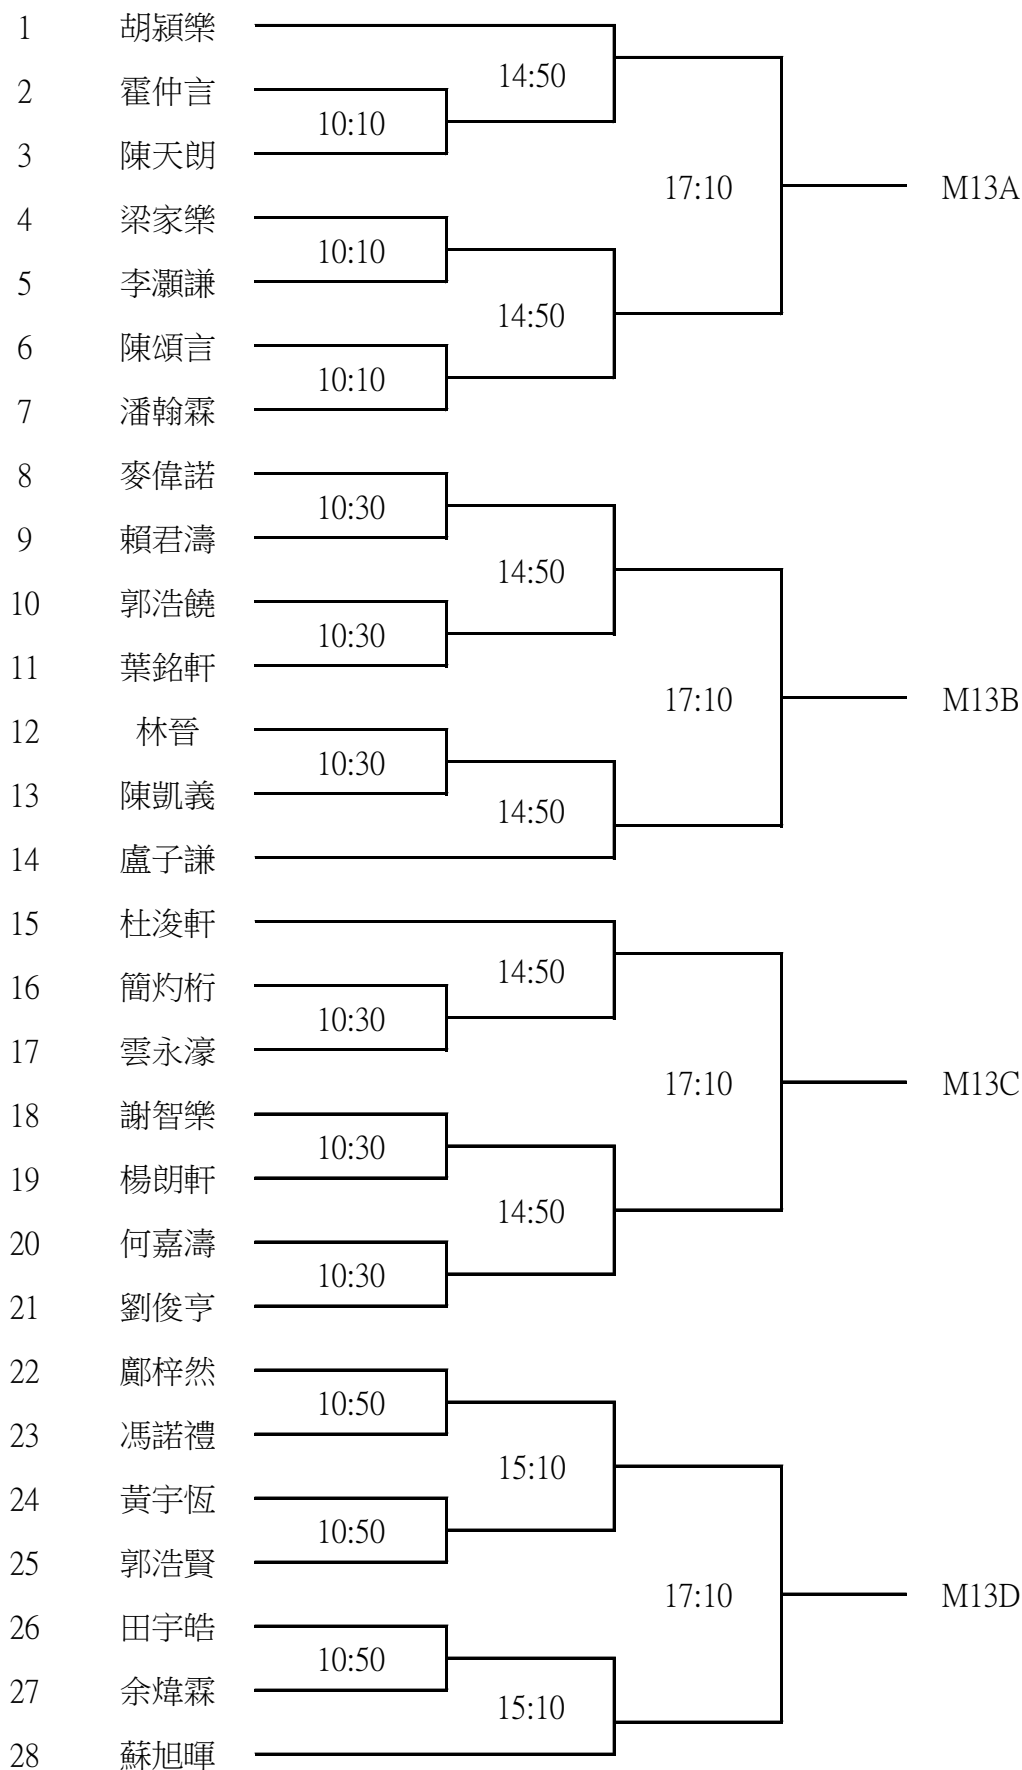 1 胡潁樂
14:50
2 霍仲言
10:10
3 陳天朗
17:10 M13A
4 梁家樂
10:10
5 李灝謙
14:50
6 陳頌言
10:10
7 潘翰霖
8 麥偉諾
10:30
9 賴君濤
14:50
10 郭浩饒
10:30
11 葉銘軒
17:10 M13B
12 林晉
10:30
13 陳凱義
14:50
14 盧子謙
15 杜浚軒
14:50
16 簡灼桁
10:30
17 雲永濠
17:10 M13C
18 謝智樂
10:30
19 楊朗軒
14:50
20 何嘉濤
10:30
21 劉俊亨
22 鄺梓然
10:50
23 馮諾禮
15:10
24 黃宇恆
10:50
25 郭浩賢
17:10 M13D
26 田宇皓
10:50
27 余煒霖
15:10
28 蘇旭暉